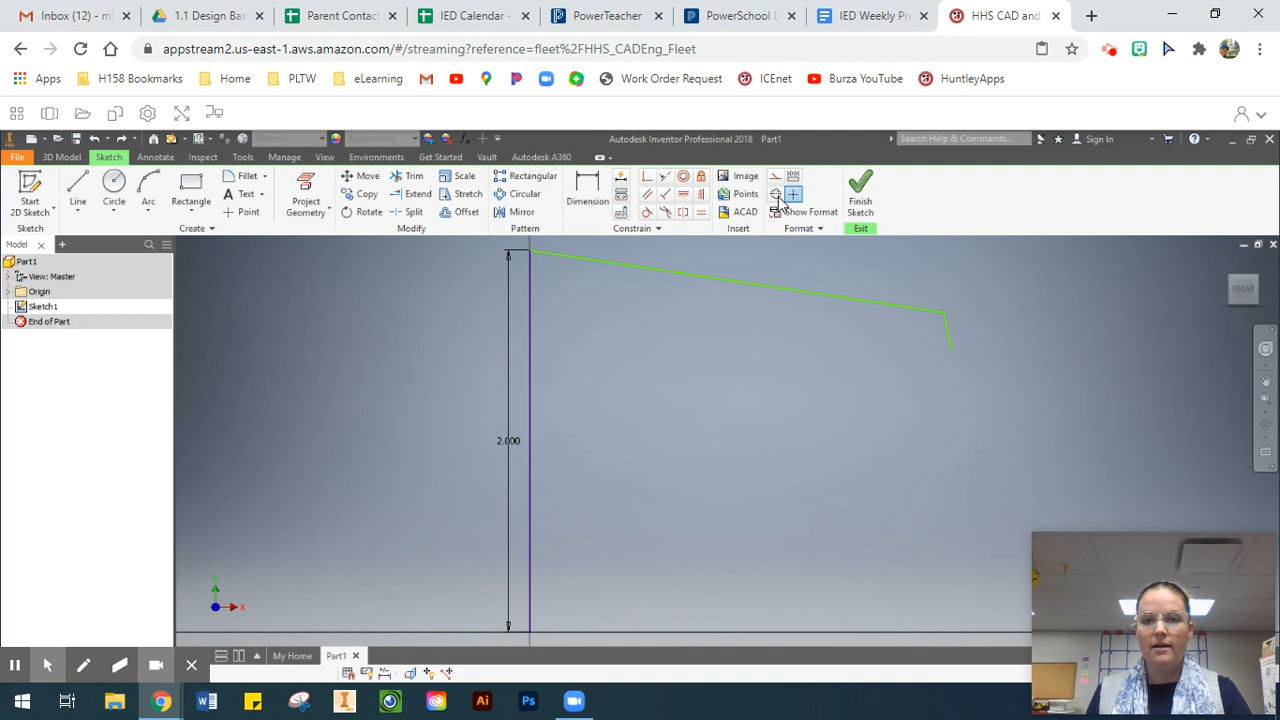 Inbox (12) - mi
1.1 Design Bas
Parent Contact
IED Calendar -
PowerTeacher
PowerSchool L
IED Weekly Pre
HHS CAD and
appstream2.us-east-1.aws.amazon.com/#/streaming?reference=fleet%2FHHS_CADEng_Fleet
Apps
H158 Bookmarks
Home
PLTW
eLearning
Work Order Request
ICEnet
Burza YouTube
HuntleyApps
Material
Appearance
Autodesk Inventor Professional 2018 Part1
Search Help & Commands...
Sign In
File
3D Model
Sketch
Annotate
Inspect
Tools
Manage
View
Environments
Get Started
Vault
Autodesk A360
Start
2D Sketch
Line
Circle
Arc
Rectangle
Fillet
Text
Point
Project
Geometry
Move
Copy
Rotate
Trim
Extend
Split
Scale
Stretch
Offset
Rectangular
Circular
Mirror
Dimension
Image
Points
ACAD
Show Format
Finish
Sketch
Sketch
Create
Modify
Pattern
Constrain
Insert
Format
Exit
Model
Part1
View: Master
Origin
Sketch1
End of Part
FRONT
2.000
X
My Home
Part1